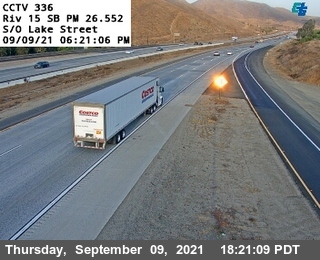 CCTV 336
Riv 15 SB PM 26.552
S/O Lake Street
09/09/21 06:21:06 PM
Costco
COSTCO
Thursday, September 09, 2021 18:21:09 PDT